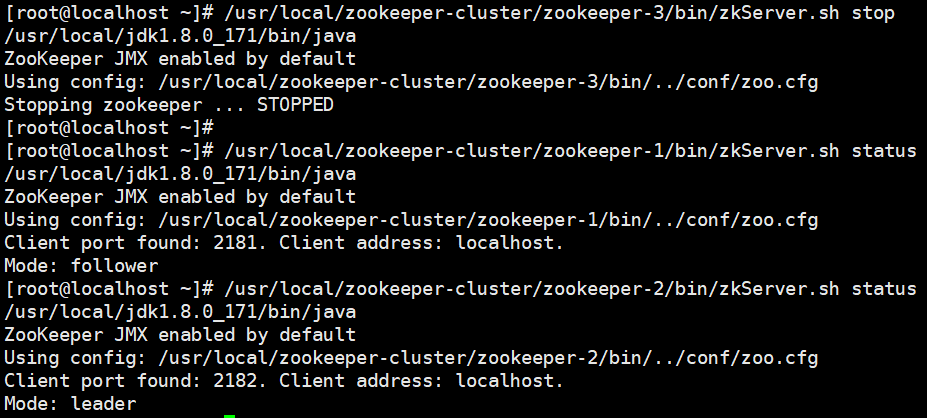 [root@localhost ~]# /usr/local/zookeeper-cluster/zookeeper-3/bin/zkServer.sh stop
/usr/local/jdk1.8.0_171/bin/java
ZooKeeper JMX enabled by default
Using config: /usr/local/zookeeper-cluster/zookeeper-3/bin/../conf/zoo.cfg
Stopping zookeeper ... STOPPED
[root@localhost ~]#
[root@localhost ~]# /usr/local/zookeeper-cluster/zookeeper-1/bin/zkServer.sh status
/usr/local/jdk1.8.0_171/bin/java
ZooKeeper JMX enabled by default
Using config: /usr/local/zookeeper-cluster/zookeeper-1/bin/../conf/zoo.cfg
Client port found: 2181. Client address: localhost.
Mode: follower
[root@localhost ~]# /usr/local/zookeeper-cluster/zookeeper-2/bin/zkServer.sh status
/usr/local/jdk1.8.0_171/bin/java
ZooKeeper JMX enabled by default
Using config: /usr/local/zookeeper-cluster/zookeeper-2/bin/../conf/zoo.cfg
Client port found: 2182. Client address: localhost.
Mode: leader